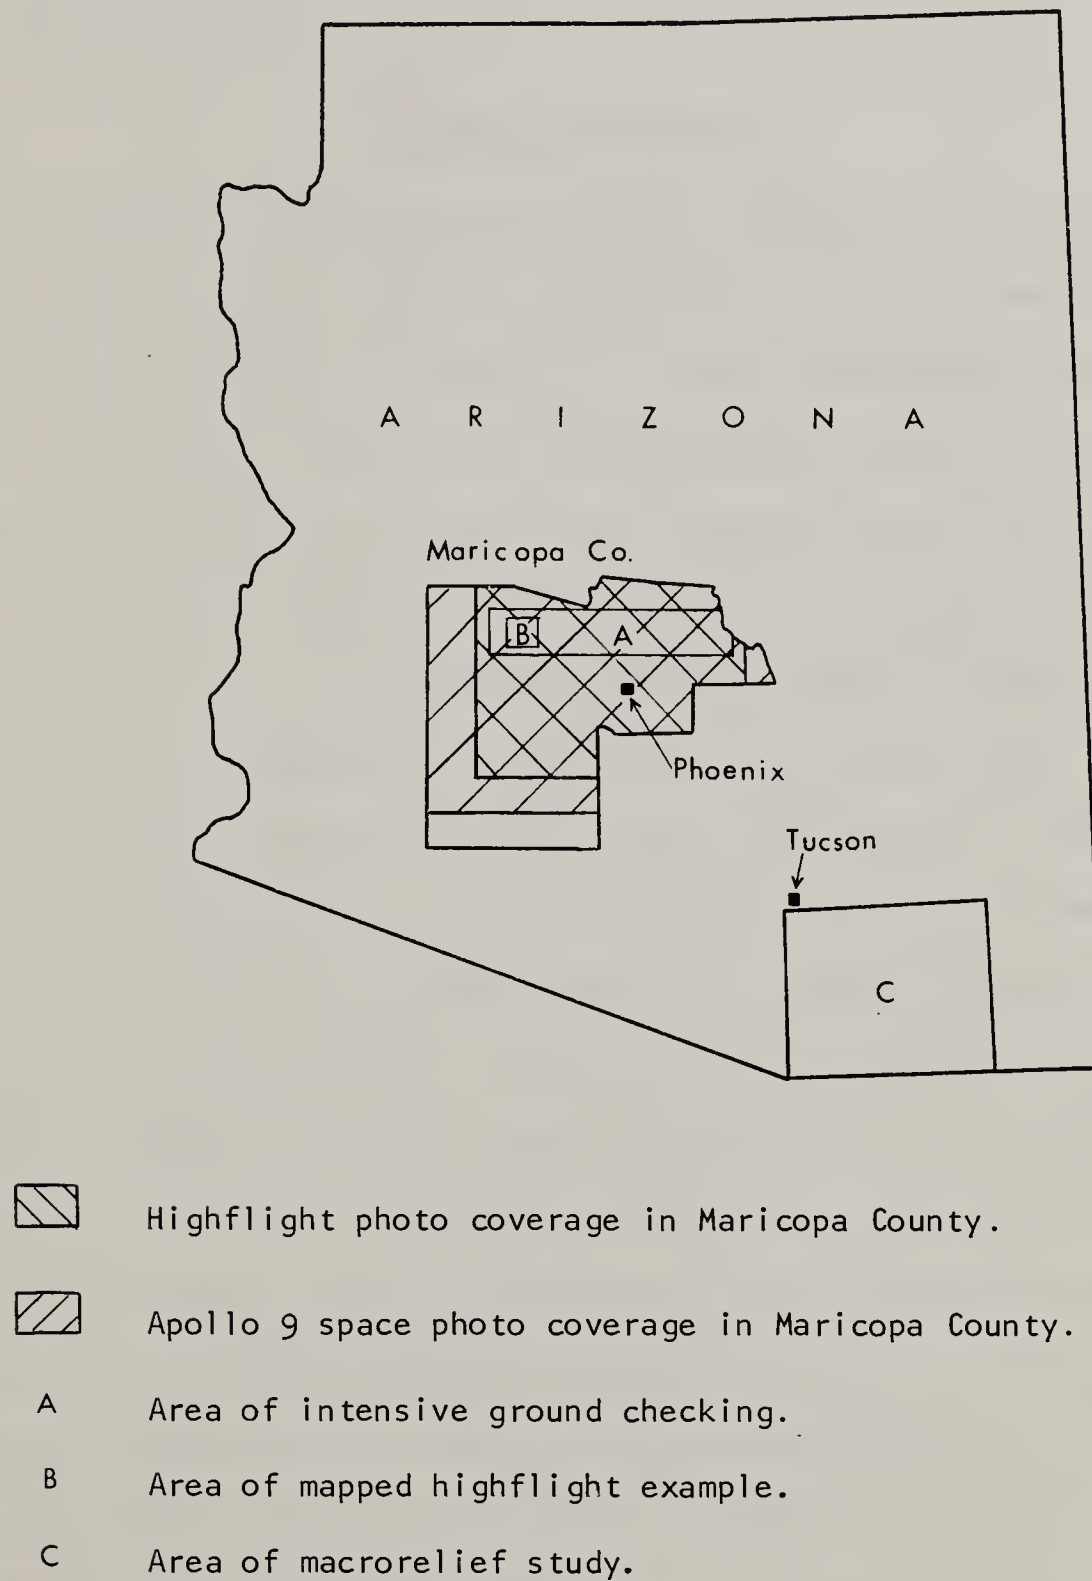 A R I Z O N A
Maricopa Co.
B
A
Phoenix
Tucson
C
Highflight photo coverage in Maricopa County.
Apollo 9 space photo coverage in Maricopa County.
A Area of intensive ground checking.
B Area of mapped highflight example.
C Area of macrorelief study.